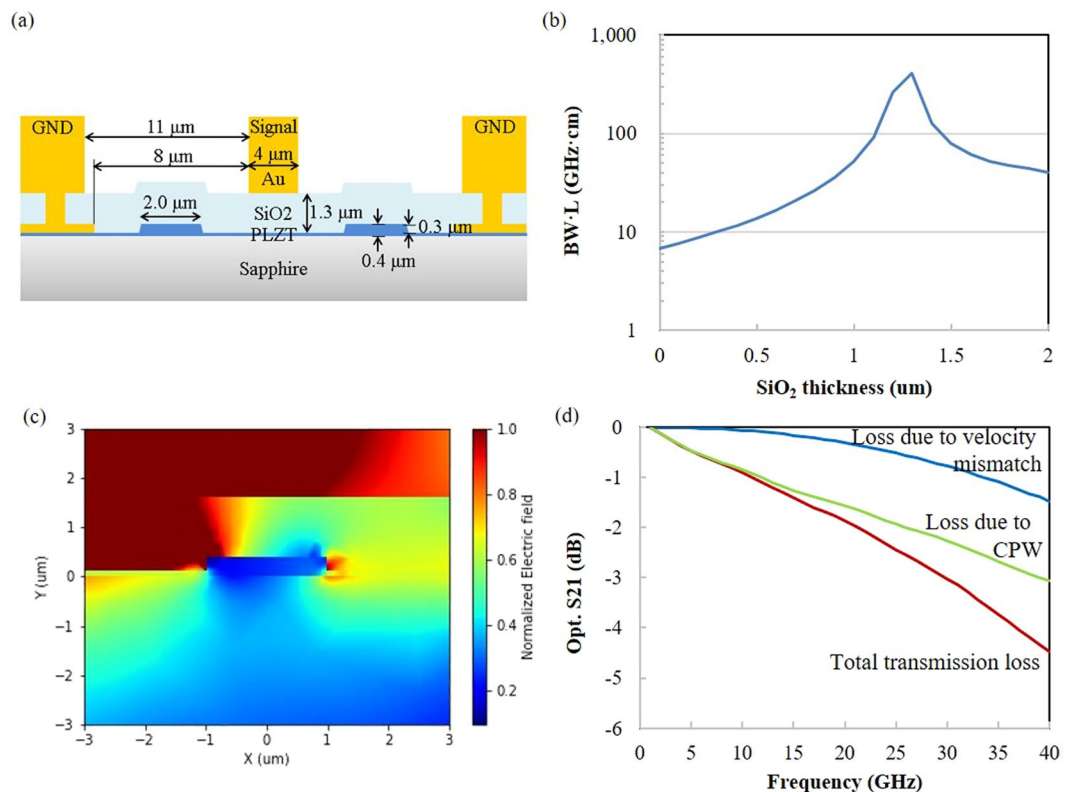 (a)
GND
11 μm
Signal
GND
8 μm
4 μm
Au
2.0 μm
SiO2
1.3 μm
PLZT
0.3 μm
0.4 μm
Sapphire
(b)
1,000
100
10
1
BW·L (GHz·cm)
0
0.5
1
1.5
2
SiO₂ thickness (um)
(c)
3
2
1
0
−1
−2
−3
Y (um)
−3
−2
−1
0
1
2
3
X (um)
1.0
0.8
0.6
0.4
0.2
Normalized Electric field
(d)
0
-1
-2
-3
-4
-5
-6
Opt. S21 (dB)
Loss due to velocity
mismatch
Loss due to
CPW
Total transmission loss
0
5
10
15
20
25
30
35
40
Frequency (GHz)